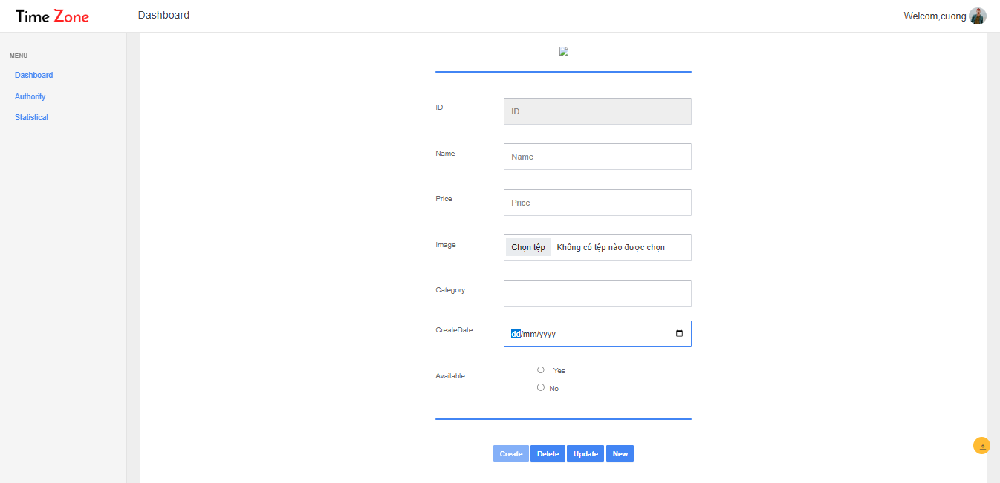 Time Zone
Dashboard
Welcom,cuong
MENU
Dashboard
Authority
Statistical
ID
ID
Name
Name
Price
Price
Image
Chọn tệp Không có tệp nào được chọn
Category
CreateDate
dd/mm/yyyy
Available
Yes
No
Create Delete Update New